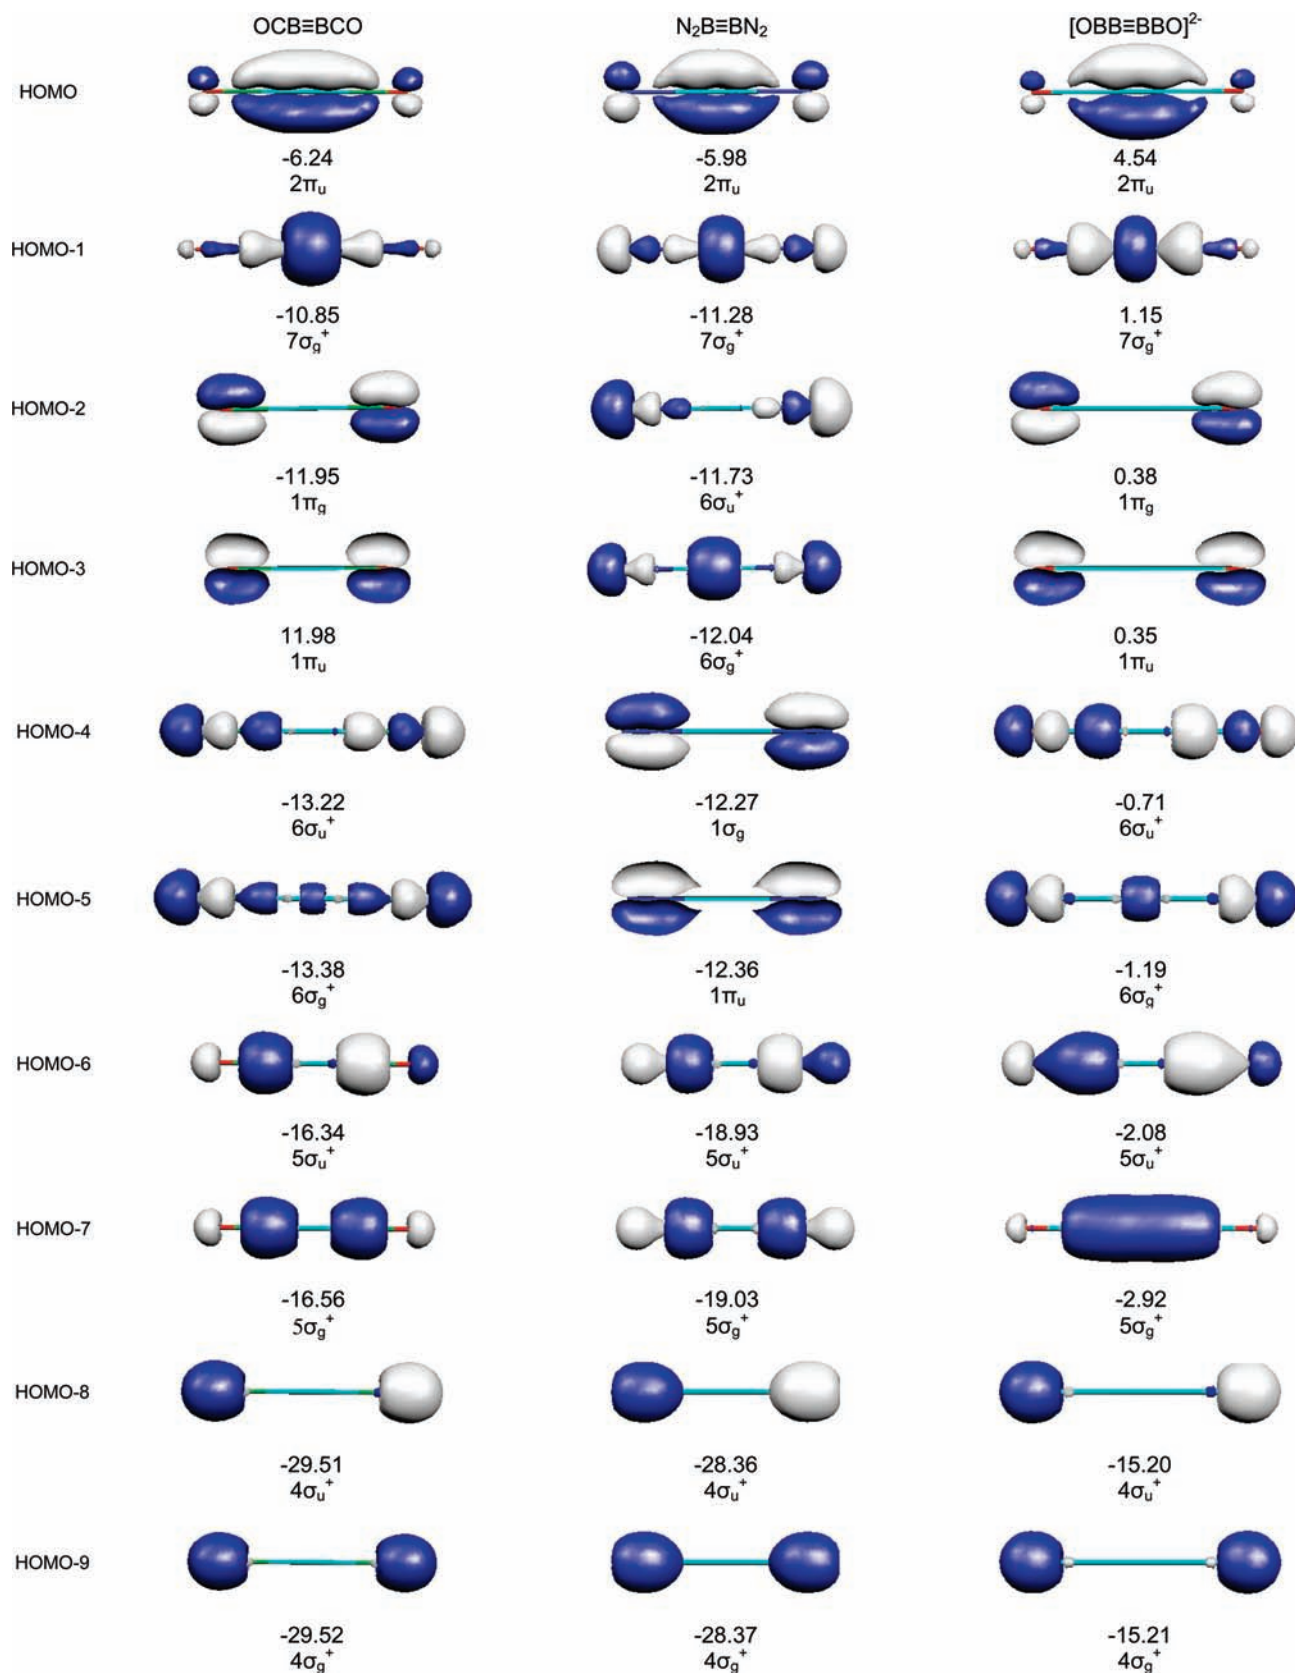 OCB≡BCO N₂B≡BN₂ [OBB≡BBO]²⁻
HOMO
-6.24 -5.98 4.54
2πᵤ 2πᵤ 2πᵤ
HOMO-1
-10.85 -11.28 1.15
7σg⁺ 7σg⁺ 7σg⁺
HOMO-2
-11.95 -11.73 0.38
1πg 6σᵤ⁺ 1πg
HOMO-3
11.98 -12.04 0.35
1πᵤ 6σg⁺ 1πᵤ
HOMO-4
-13.22 -12.27 -0.71
6σᵤ⁺ 1σg 6σᵤ⁺
HOMO-5
-13.38 -12.36 -1.19
6σg⁺ 1πᵤ 6σg⁺
HOMO-6
-16.34 -18.93 -2.08
5σᵤ⁺ 5σᵤ⁺ 5σᵤ⁺
HOMO-7
-16.56 -19.03 -2.92
5σg⁺ 5σg⁺ 5σg⁺
HOMO-8
-29.51 -28.36 -15.20
4σᵤ⁺ 4σᵤ⁺ 4σᵤ⁺
HOMO-9
-29.52 -28.37 -15.21
4σg⁺ 4σg⁺ 4σg⁺